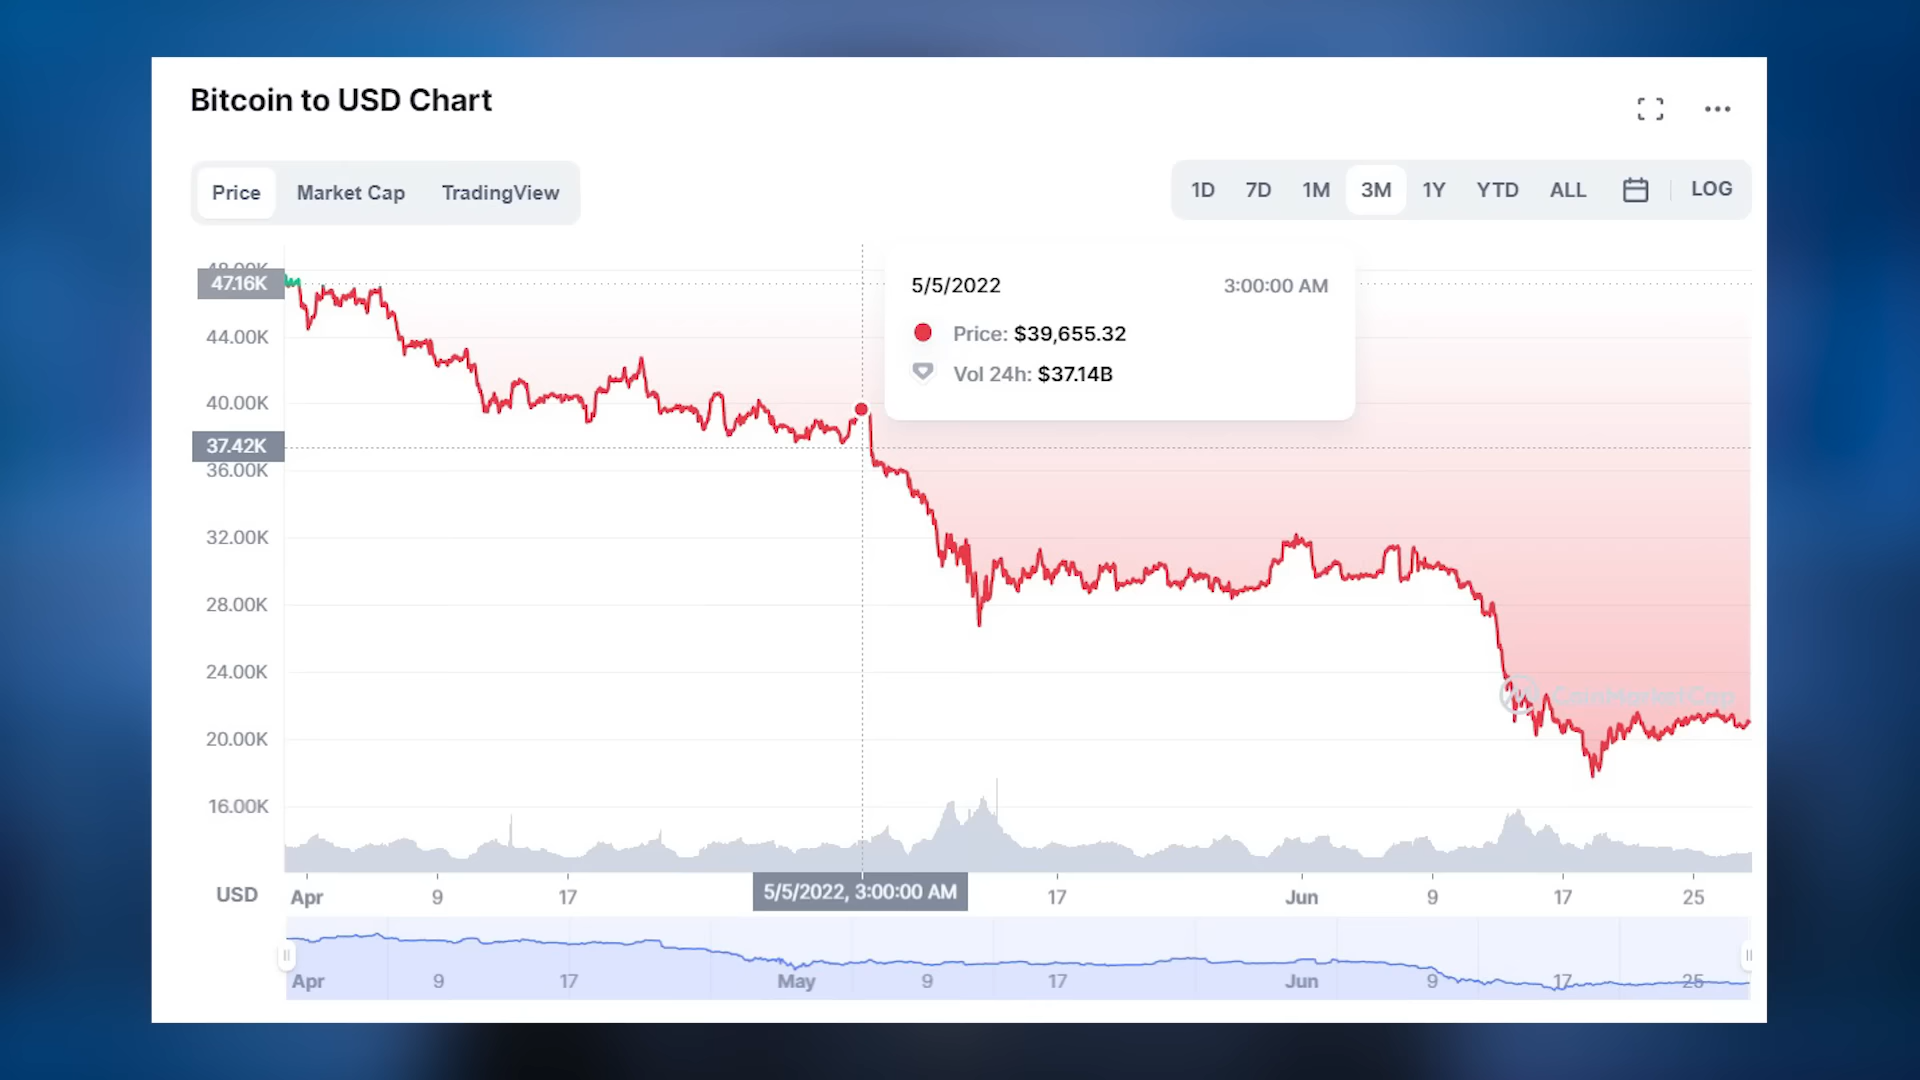 Bitcoin to USD Chart
Price Market Cap TradingView
1D 7D 1M 3M 1Y YTD ALL LOG
48.00K
47.16K
44.00K
40.00K
37.42K
36.00K
32.00K
28.00K
24.00K
20.00K
16.00K
5/5/2022 3:00:00 AM
Price: $39,655.32
Vol 24h: $37.14B
CoinMarketCap
USD Apr 9 17 5/5/2022, 3:00:00 AM 17 Jun 9 17 25
Apr 9 17 May 9 17 Jun 9 17 25